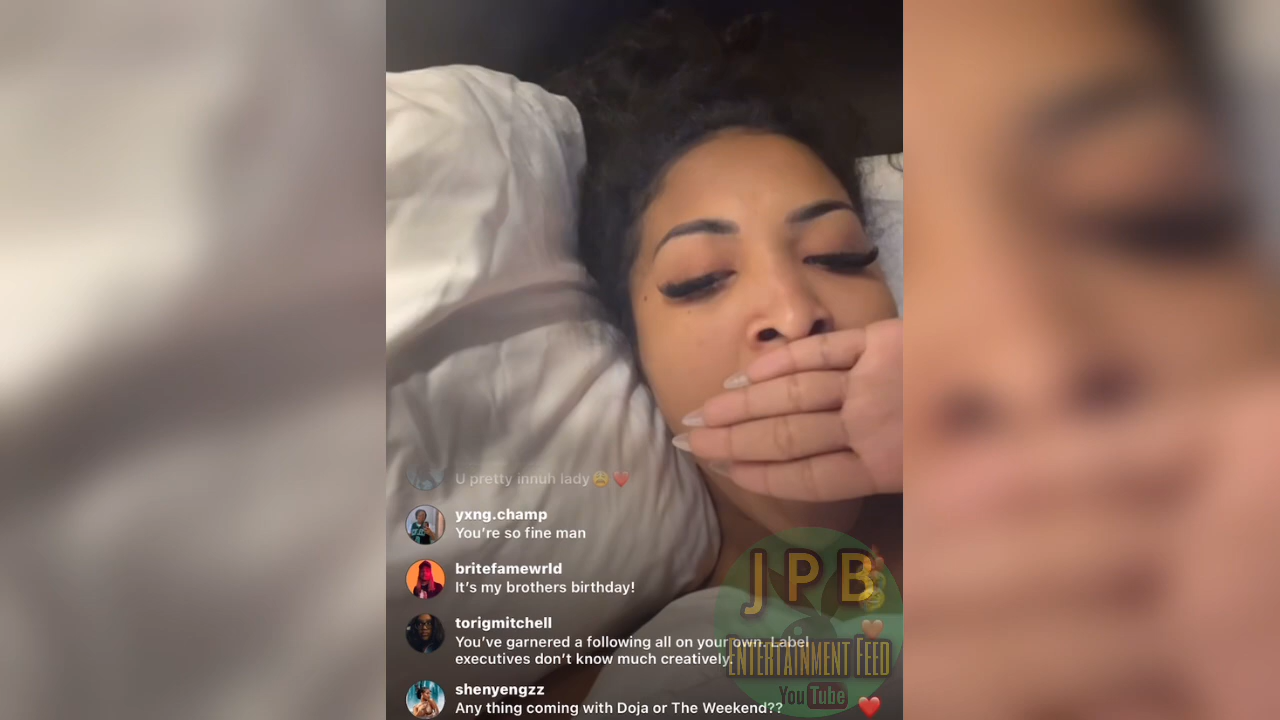 U pretty innuh lady😩❤️
yxng.champ
You're so fine man
britefamewrld
It's my brothers birthday!
torigmitchell
You've garnered a following all on your own. Label
executives don't know much creatively.
shenyengzz
Any thing coming with Doja or The Weekend??
JPB
ENTERTAINMENT FEED
YouTube